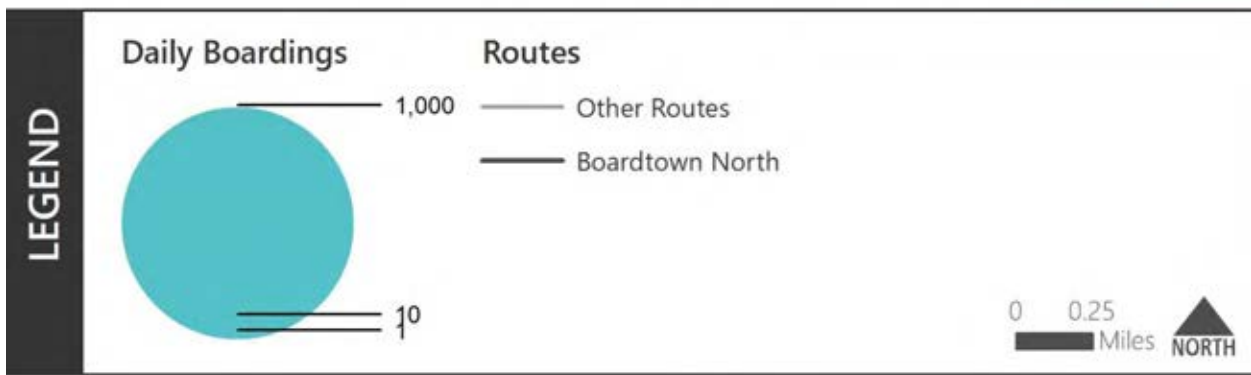 LEGEND
Daily Boardings
1,000
10
1
Routes
Other Routes
Boardtown North
0 0.25
Miles
NORTH